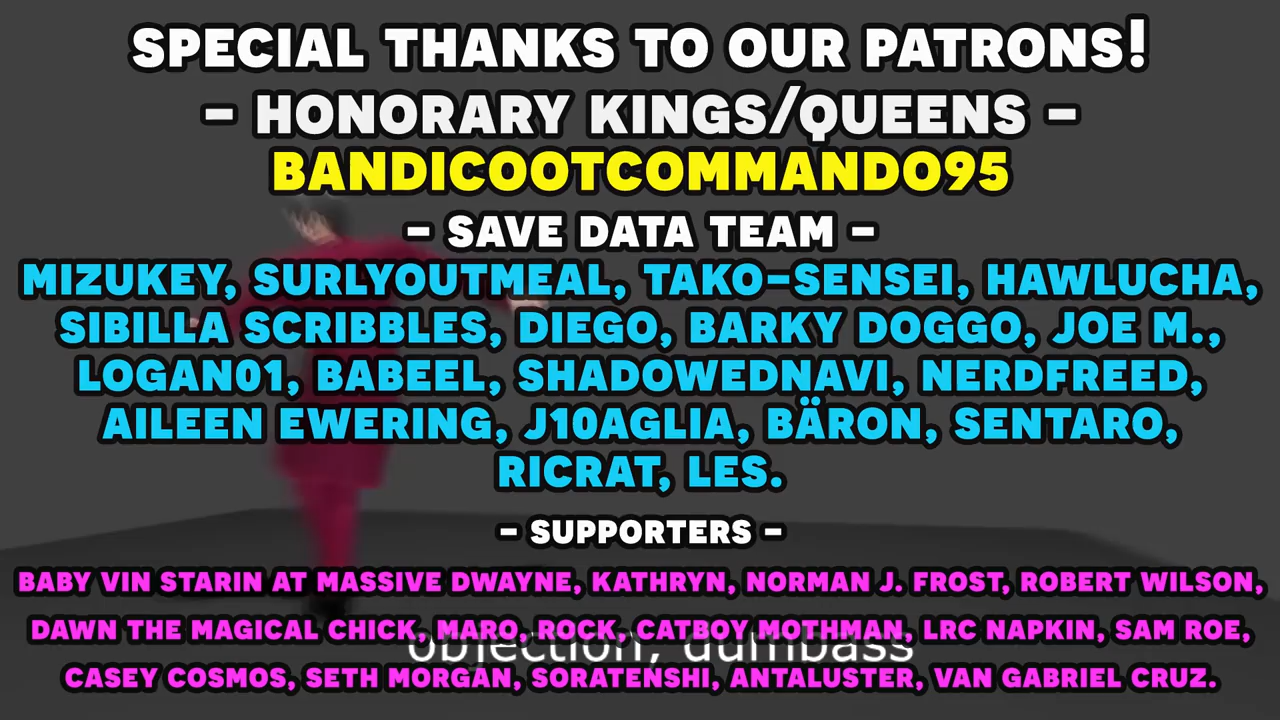 SPECIAL THANKS TO OUR PATRONS!
- HONORARY KINGS/QUEENS -
BANDICOOTCOMMANDO95
- SAVE DATA TEAM -
MIZUKEY, SURLYOUTMEAL, TAKO-SENSEI, HAWLUCHA,
SIBILLA SCRIBBLES, DIEGO, BARKY DOGGO, JOE M.,
LOGAN01, BABEEL, SHADOWEDNAVI, NERDFREED,
AILEEN EWERING, J10AGLIA, BÄRON, SENTARO,
RICRAT, LES.
- SUPPORTERS -
BABY VIN STARIN AT MASSIVE DWAYNE, KATHRYN, NORMAN J. FROST, ROBERT WILSON,
DAWN THE MAGICAL CHICK, MARO, ROCK, CATBOY MOTHMAN, LRC NAPKIN, SAM ROE,
objection, dumbass
CASEY COSMOS, SETH MORGAN, SORATENSHI, ANTALUSTER, VAN GABRIEL CRUZ.